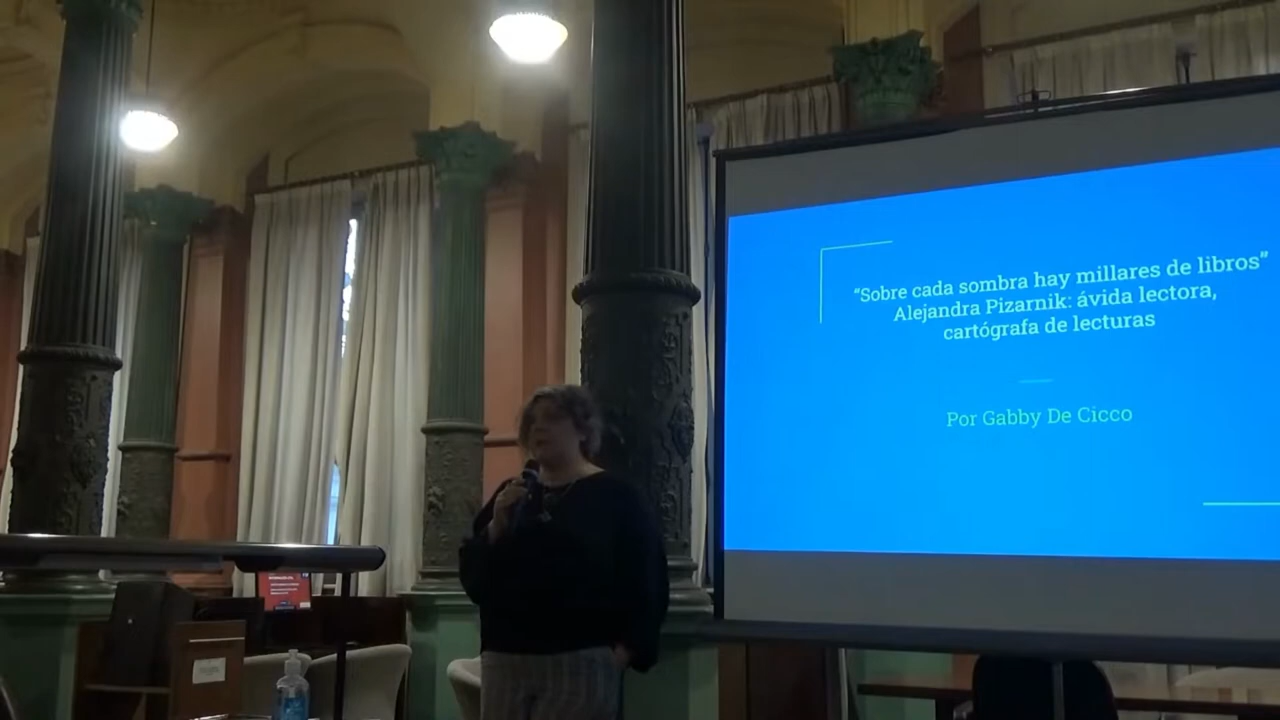 “Sobre cada sombra hay millares de libros”
Alejandra Pizarnik: ávida lectora,
cartógrafa de lecturas
Por Gabby De Cicco